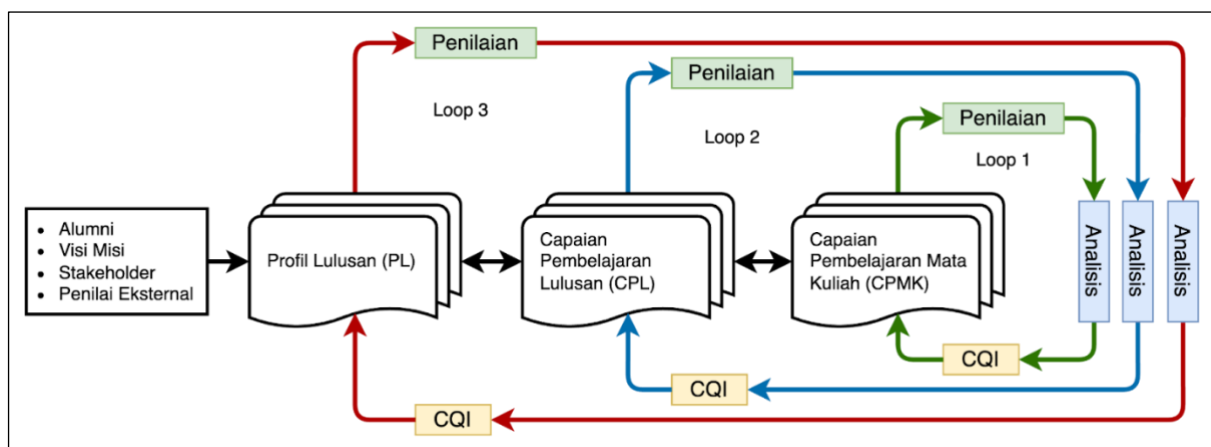 Penilaian
Loop 3
Penilaian
Loop 2
Penilaian
Loop 1
• Alumni
• Visi Misi
• Stakeholder
• Penilai Eksternal
Profil Lulusan (PL)
Capaian
Pembelajaran
Lulusan (CPL)
Capaian
Pembelajaran Mata
Kuliah (CPMK)
Analisis
Analisis
Analisis
CQI
CQI
CQI